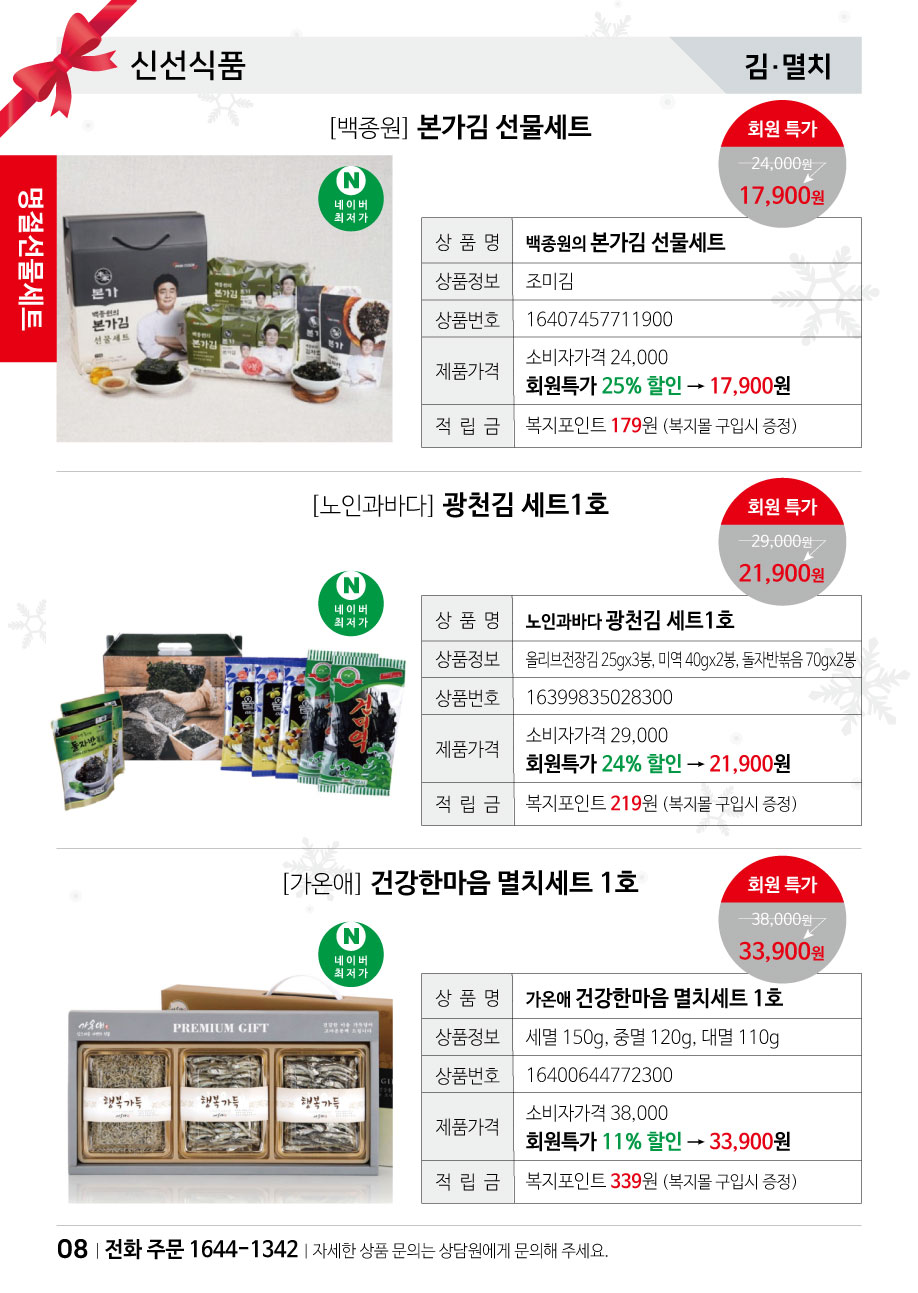 신선식품
김·멸치
명절선물세트
[백종원] 본가김 선물세트
회원 특가
24,000원
17,900원
N
네이버
최저가
본가
백종원의
본가김
선물세트
백종원의
본가김
본가
상 품 명 백종원의 본가김 선물세트
상품정보 조미김
상품번호 16407457711900
제품가격 소비자가격 24,000
회원특가 25% 할인 → 17,900원
적 립 금 복지포인트 179원 (복지몰 구입시 증정)
[노인과바다] 광천김 세트1호
회원 특가
29,000원
21,900원
N
네이버
최저가
돌자반
건미역
상 품 명 노인과바다 광천김 세트1호
상품정보 올리브전장김 25gx3봉, 미역 40gx2봉, 돌자반볶음 70gx2봉
상품번호 16399835028300
제품가격 소비자가격 29,000
회원특가 24% 할인 → 21,900원
적 립 금 복지포인트 219원 (복지몰 구입시 증정)
[가온애] 건강한마음 멸치세트 1호
회원 특가
38,000원
33,900원
N
네이버
최저가
가온애
PREMIUM GIFT
행복가득
행복가득
행복가득
상 품 명 가온애 건강한마음 멸치세트 1호
상품정보 세멸 150g, 중멸 120g, 대멸 110g
상품번호 16400644772300
제품가격 소비자가격 38,000
회원특가 11% 할인 → 33,900원
적 립 금 복지포인트 339원 (복지몰 구입시 증정)
08 | 전화 주문 1644-1342 | 자세한 상품 문의는 상담원에게 문의해 주세요.